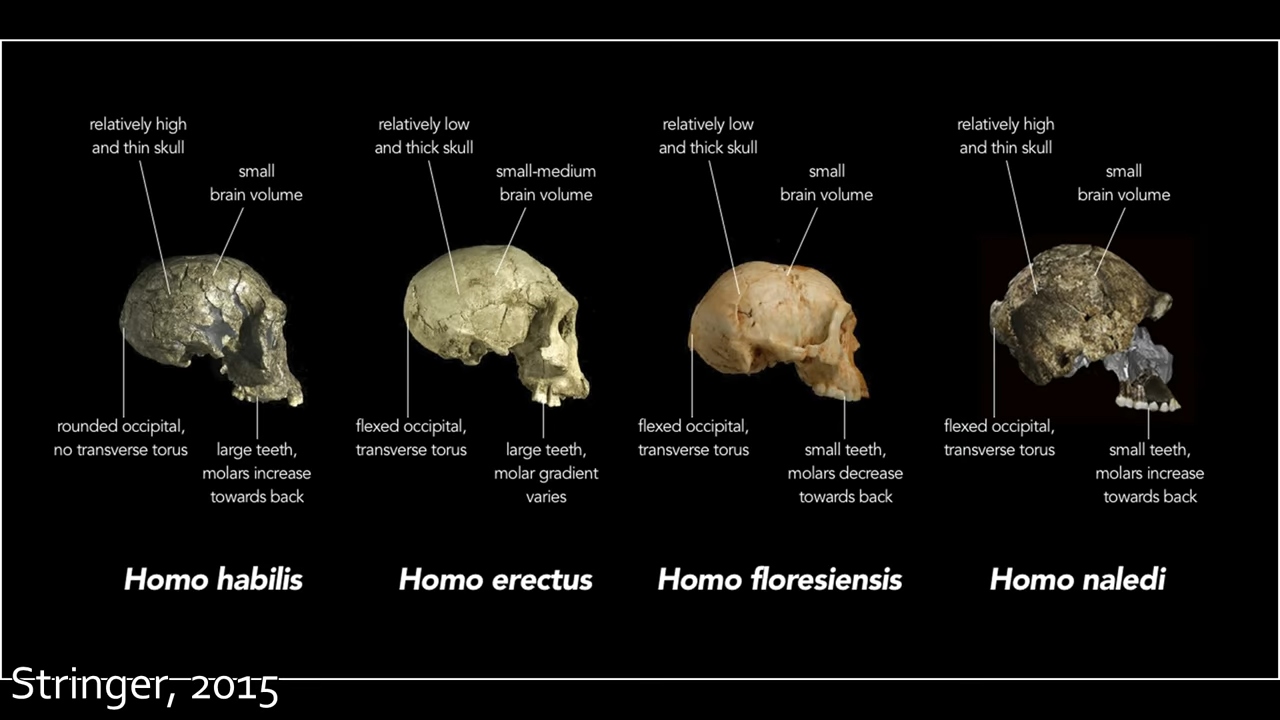 relatively high
and thin skull
small
brain volume
rounded occipital,
no transverse torus
large teeth,
molars increase
towards back
Homo habilis
relatively low
and thick skull
small-medium
brain volume
flexed occipital,
transverse torus
large teeth,
molar gradient
varies
Homo erectus
relatively low
and thick skull
small
brain volume
flexed occipital,
transverse torus
small teeth,
molars decrease
towards back
Homo floresiensis
relatively high
and thin skull
small
brain volume
flexed occipital,
transverse torus
small teeth,
molars increase
towards back
Homo naledi
Stringer, 2015